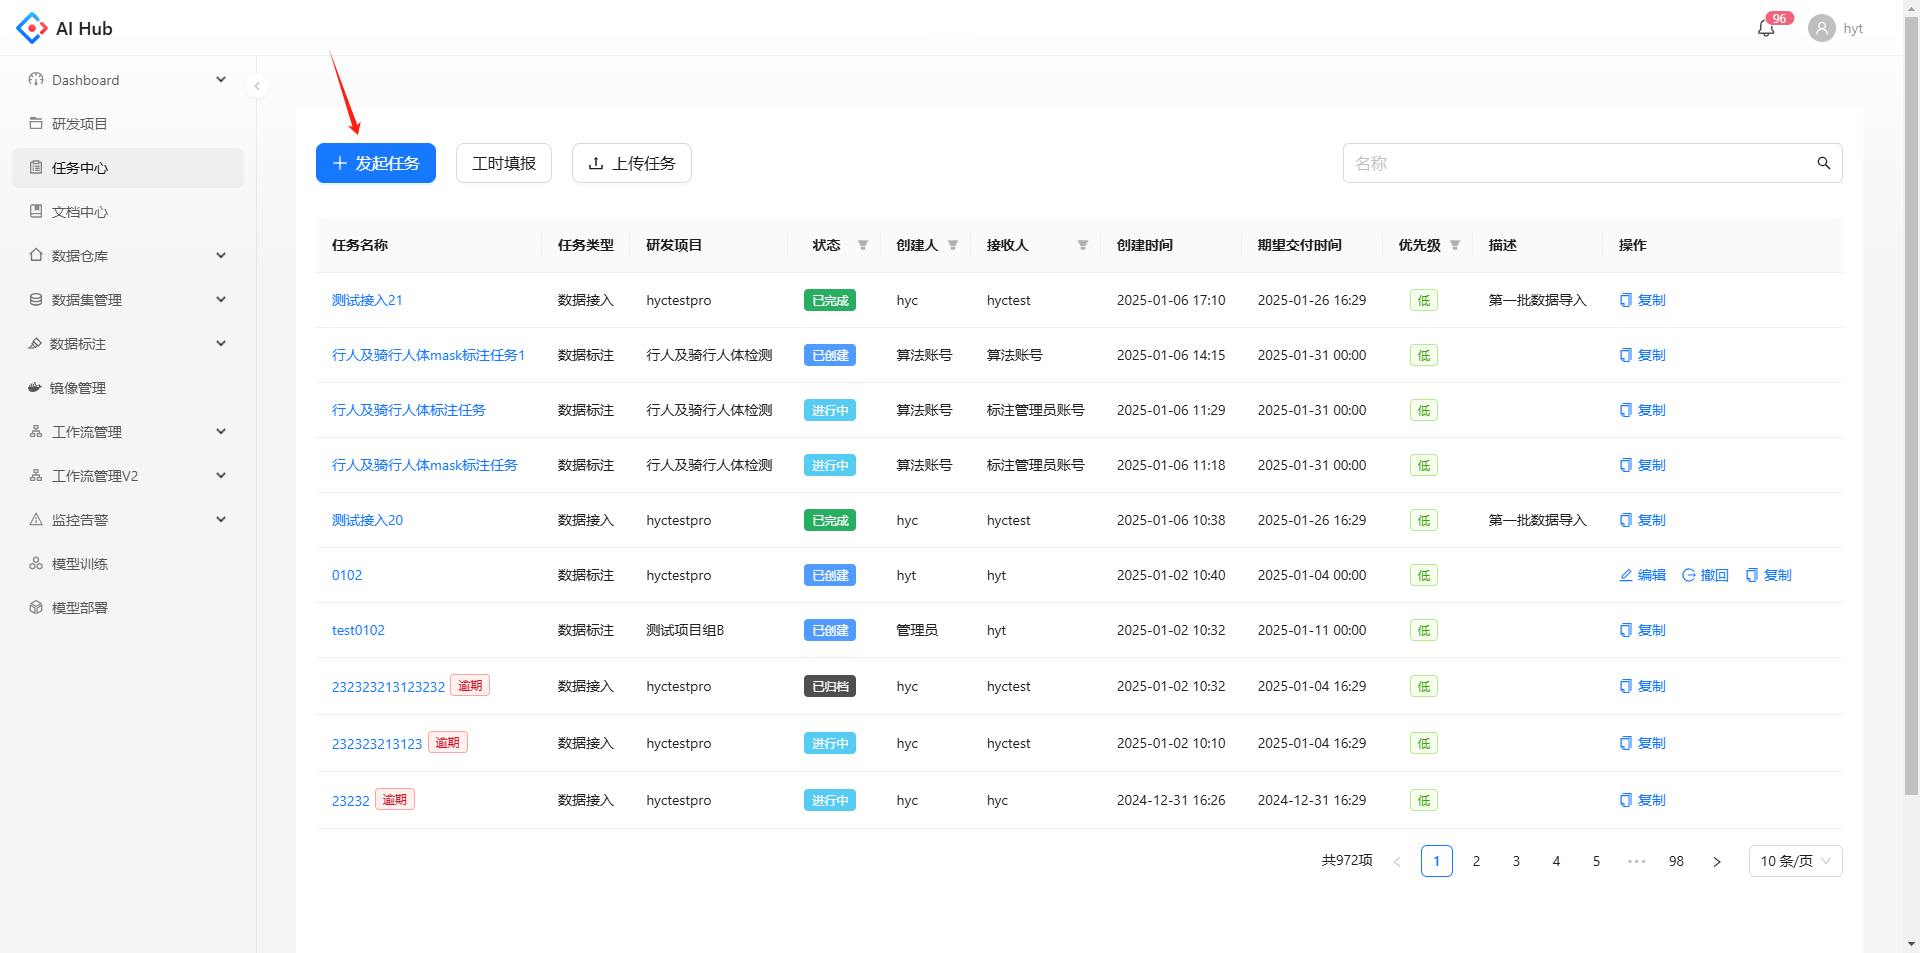 AI Hub
96
hyt
Dashboard
研发项目
任务中心
文档中心
数据仓库
数据集管理
数据标注
镜像管理
工作流管理
工作流管理V2
监控告警
模型训练
模型部署
发起任务 工时填报 上传任务 名称
任务名称 任务类型 研发项目 状态 创建人 接收人 创建时间 期望交付时间 优先级 描述 操作
测试接入21 数据接入 hyctestpro 已完成 hyc hyctest 2025-01-06 17:10 2025-01-26 16:29 低 第一批数据导入 复制
行人及骑行人体mask标注任务1 数据标注 行人及骑行人体检测 已创建 算法账号 算法账号 2025-01-06 14:15 2025-01-31 00:00 低 复制
行人及骑行人体标注任务 数据标注 行人及骑行人体检测 进行中 算法账号 标注管理员账号 2025-01-06 11:29 2025-01-31 00:00 低 复制
行人及骑行人体mask标注任务 数据标注 行人及骑行人体检测 进行中 算法账号 标注管理员账号 2025-01-06 11:18 2025-01-31 00:00 低 复制
测试接入20 数据接入 hyctestpro 已完成 hyc hyctest 2025-01-06 10:38 2025-01-26 16:29 低 第一批数据导入 复制
0102 数据标注 hyctestpro 已创建 hyt hyt 2025-01-02 10:40 2025-01-04 00:00 低 编辑 撤回 复制
test0102 数据标注 测试项目组B 已创建 管理员 hyt 2025-01-02 10:32 2025-01-11 00:00 低 复制
232323213123232 逾期 数据接入 hyctestpro 已归档 hyc hyctest 2025-01-02 10:32 2025-01-04 16:29 低 复制
232323213123 逾期 数据接入 hyctestpro 进行中 hyc hyctest 2025-01-02 10:10 2025-01-04 16:29 低 复制
23232 逾期 数据接入 hyctestpro 进行中 hyc hyc 2024-12-31 16:26 2024-12-31 16:29 低 复制
共972项 < 1 2 3 4 5 ••• 98 > 10 条/页